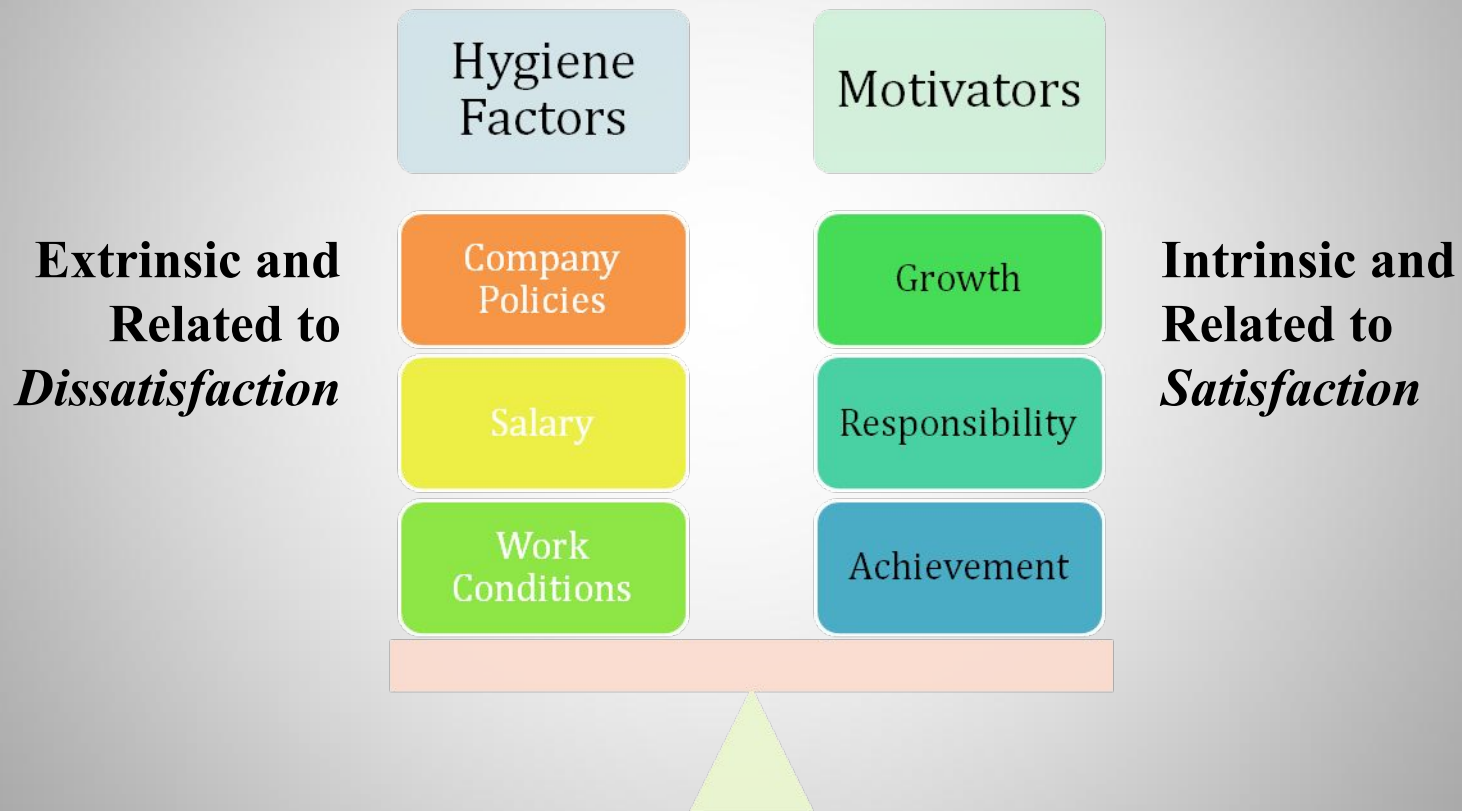 Hygiene
Factors
Motivators
Extrinsic and
Related to
Dissatisfaction
Company
Policies
Salary
Work
Conditions
Growth
Responsibility
Achievement
Intrinsic and
Related to
Satisfaction